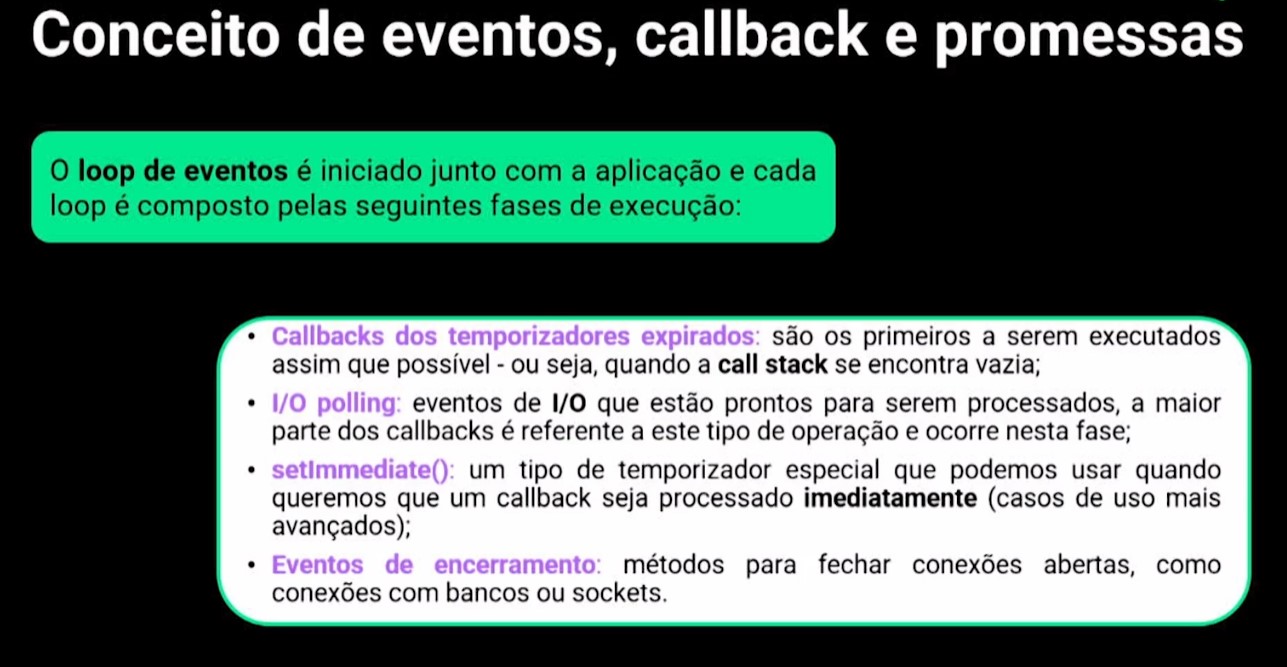 Conceito de eventos, callback e promessas
O loop de eventos é iniciado junto com a aplicação e cada
loop é composto pelas seguintes fases de execução:
• Callbacks dos temporizadores expirados: são os primeiros a serem executados
assim que possível - ou seja, quando a call stack se encontra vazia;
• I/O polling: eventos de I/O que estão prontos para serem processados, a maior
parte dos callbacks é referente a este tipo de operação e ocorre nesta fase;
• setImmediate(): um tipo de temporizador especial que podemos usar quando
queremos que um callback seja processado imediatamente (casos de uso mais
avançados);
• Eventos de encerramento: métodos para fechar conexões abertas, como
conexões com bancos ou sockets.